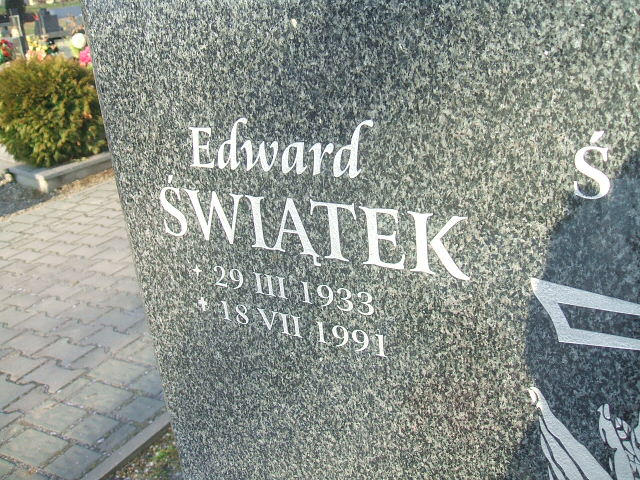 Edward
ŚWIĄTEK
* 29 III 1933
+ 18 VII 1991
Ś